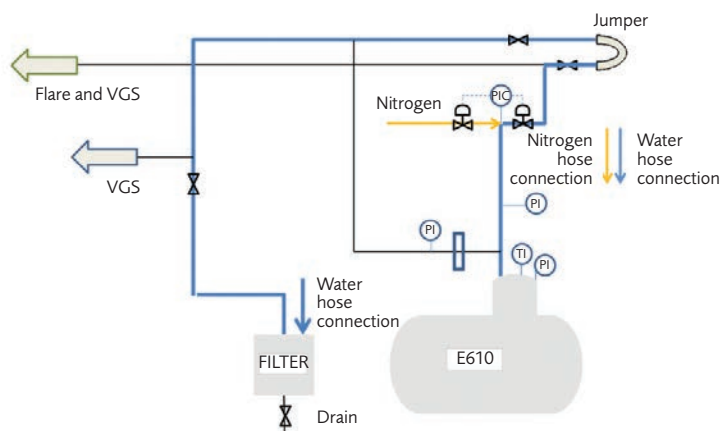 Jumper
Flare and VGS
Nitrogen
PIC
Nitrogen
hose
connection
Water
hose
connection
VGS
PI
PI
TI
PI
Water
hose
connection
FILTER
E610
Drain